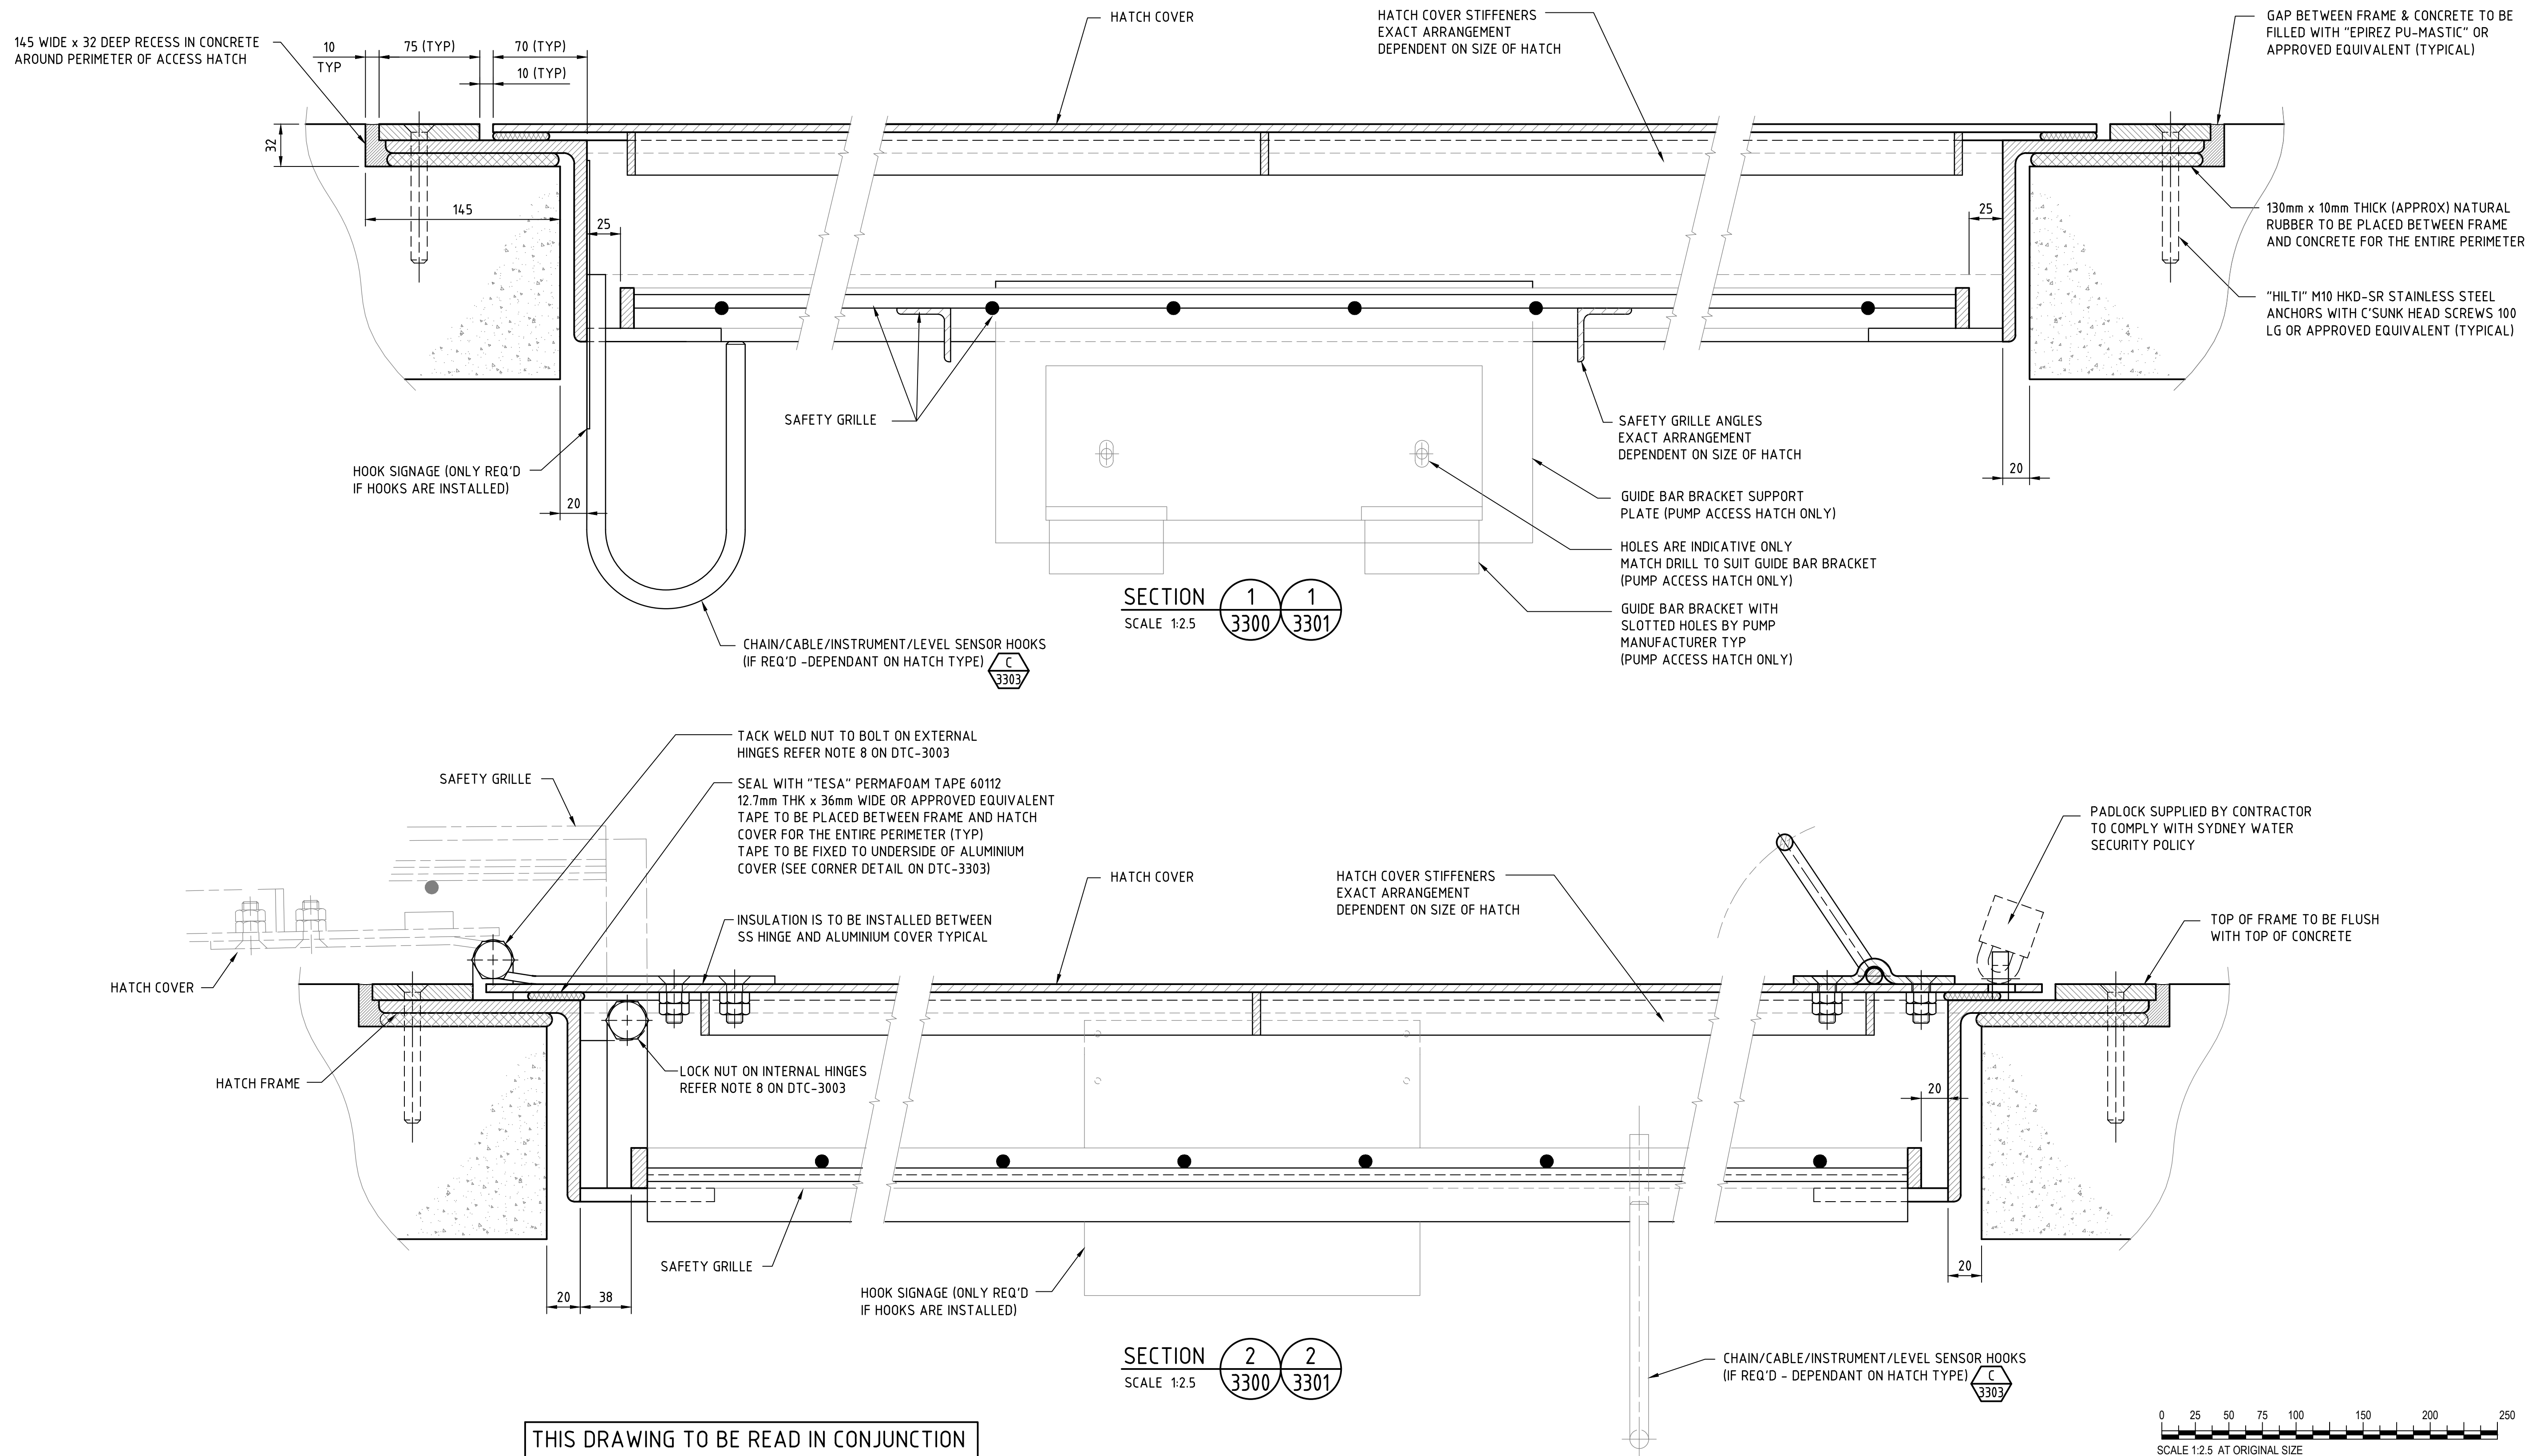 145 WIDE x 32 DEEP RECESS IN CONCRETE
AROUND PERIMETER OF ACCESS HATCH
10
TYP
75 (TYP)
70 (TYP)
10 (TYP)
HATCH COVER
HATCH COVER STIFFENERS
EXACT ARRANGEMENT
DEPENDENT ON SIZE OF HATCH
GAP BETWEEN FRAME & CONCRETE TO BE
FILLED WITH "EPIREZ PU-MASTIC" OR
APPROVED EQUIVALENT (TYPICAL)
32
145
25
25
130mm x 10mm THICK (APPROX) NATURAL
RUBBER TO BE PLACED BETWEEN FRAME
AND CONCRETE FOR THE ENTIRE PERIMETER
"HILTI" M10 HKD-SR STAINLESS STEEL
ANCHORS WITH C'SUNK HEAD SCREWS 100
LG OR APPROVED EQUIVALENT (TYPICAL)
SAFETY GRILLE
SAFETY GRILLE ANGLES
EXACT ARRANGEMENT
DEPENDENT ON SIZE OF HATCH
HOOK SIGNAGE (ONLY REQ'D
IF HOOKS ARE INSTALLED)
20
20
GUIDE BAR BRACKET SUPPORT
PLATE (PUMP ACCESS HATCH ONLY)
HOLES ARE INDICATIVE ONLY
MATCH DRILL TO SUIT GUIDE BAR BRACKET
(PUMP ACCESS HATCH ONLY)
GUIDE BAR BRACKET WITH
SLOTTED HOLES BY PUMP
MANUFACTURER TYP
(PUMP ACCESS HATCH ONLY)
SECTION
SCALE 1:2.5
1
3300
1
3301
CHAIN/CABLE/INSTRUMENT/LEVEL SENSOR HOOKS
(IF REQ'D -DEPENDANT ON HATCH TYPE)
C
3303
TACK WELD NUT TO BOLT ON EXTERNAL
HINGES REFER NOTE 8 ON DTC-3003
SAFETY GRILLE
SEAL WITH "TESA" PERMAFOAM TAPE 60112
12.7mm THK x 36mm WIDE OR APPROVED EQUIVALENT
TAPE TO BE PLACED BETWEEN FRAME AND HATCH
COVER FOR THE ENTIRE PERIMETER (TYP)
TAPE TO BE FIXED TO UNDERSIDE OF ALUMINIUM
COVER (SEE CORNER DETAIL ON DTC-3303)
INSULATION IS TO BE INSTALLED BETWEEN
SS HINGE AND ALUMINIUM COVER TYPICAL
HATCH COVER
HATCH COVER STIFFENERS
EXACT ARRANGEMENT
DEPENDENT ON SIZE OF HATCH
PADLOCK SUPPLIED BY CONTRACTOR
TO COMPLY WITH SYDNEY WATER
SECURITY POLICY
TOP OF FRAME TO BE FLUSH
WITH TOP OF CONCRETE
HATCH COVER
HATCH FRAME
LOCK NUT ON INTERNAL HINGES
REFER NOTE 8 ON DTC-3003
20
SAFETY GRILLE
20
38
20
HOOK SIGNAGE (ONLY REQ'D
IF HOOKS ARE INSTALLED)
SECTION
SCALE 1:2.5
2
3300
2
3301
CHAIN/CABLE/INSTRUMENT/LEVEL SENSOR HOOKS
(IF REQ'D - DEPENDANT ON HATCH TYPE)
C
3303
THIS DRAWING TO BE READ IN CONJUNCTION
0 25 50 75 100 150 200 250
SCALE 1:2.5 AT ORIGINAL SIZE